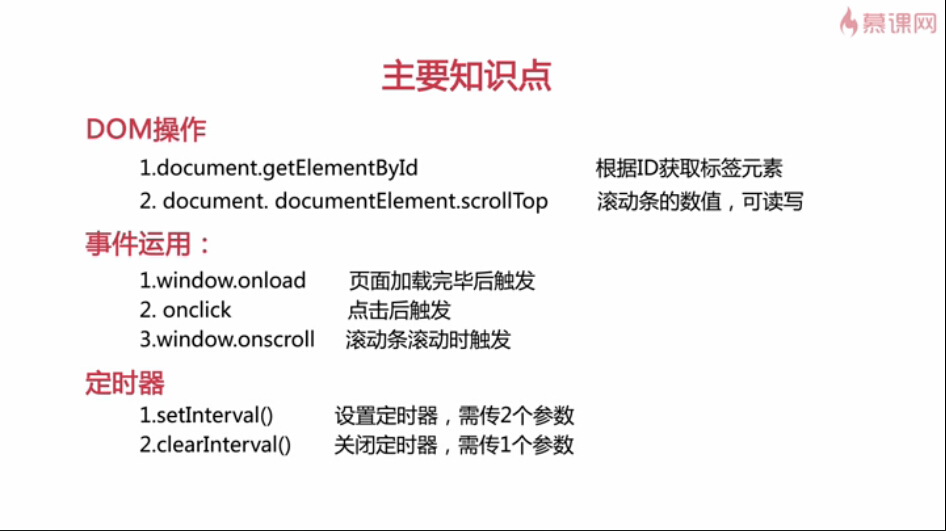 慕课网
主要知识点
DOM操作
1.document.getElementById 根据ID获取标签元素
2. document. documentElement.scrollTop 滚动条的数值，可读写
事件运用：
1.window.onload 页面加载完毕后触发
2. onclick 点击后触发
3.window.onscroll 滚动条滚动时触发
定时器
1.setInterval() 设置定时器，需传2个参数
2.clearInterval() 关闭定时器，需传1个参数